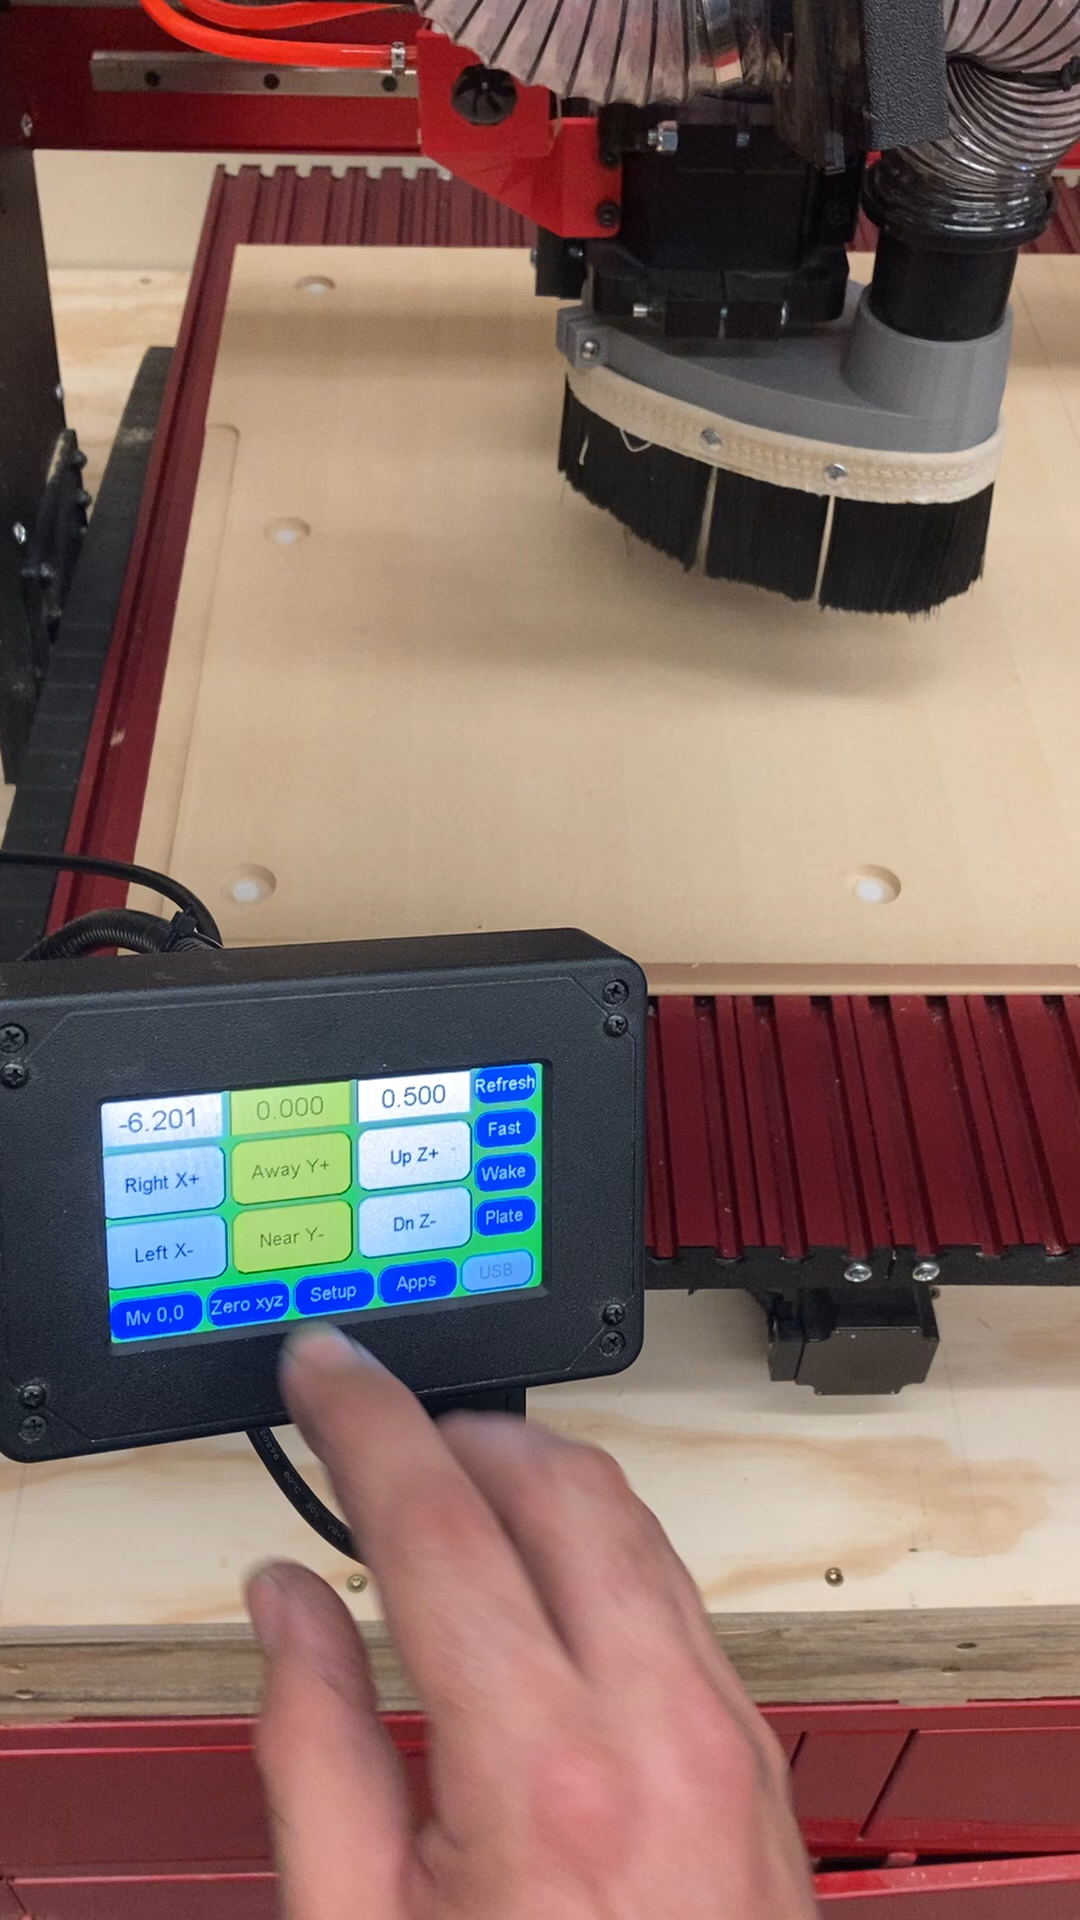 -6.201 0.000 0.500 Refresh
Fast
Right X+ Away Y+ Up Z+ Wake
Left X- Near Y- Dn Z- Plate
Mv 0,0 Zero xyz Setup Apps USB